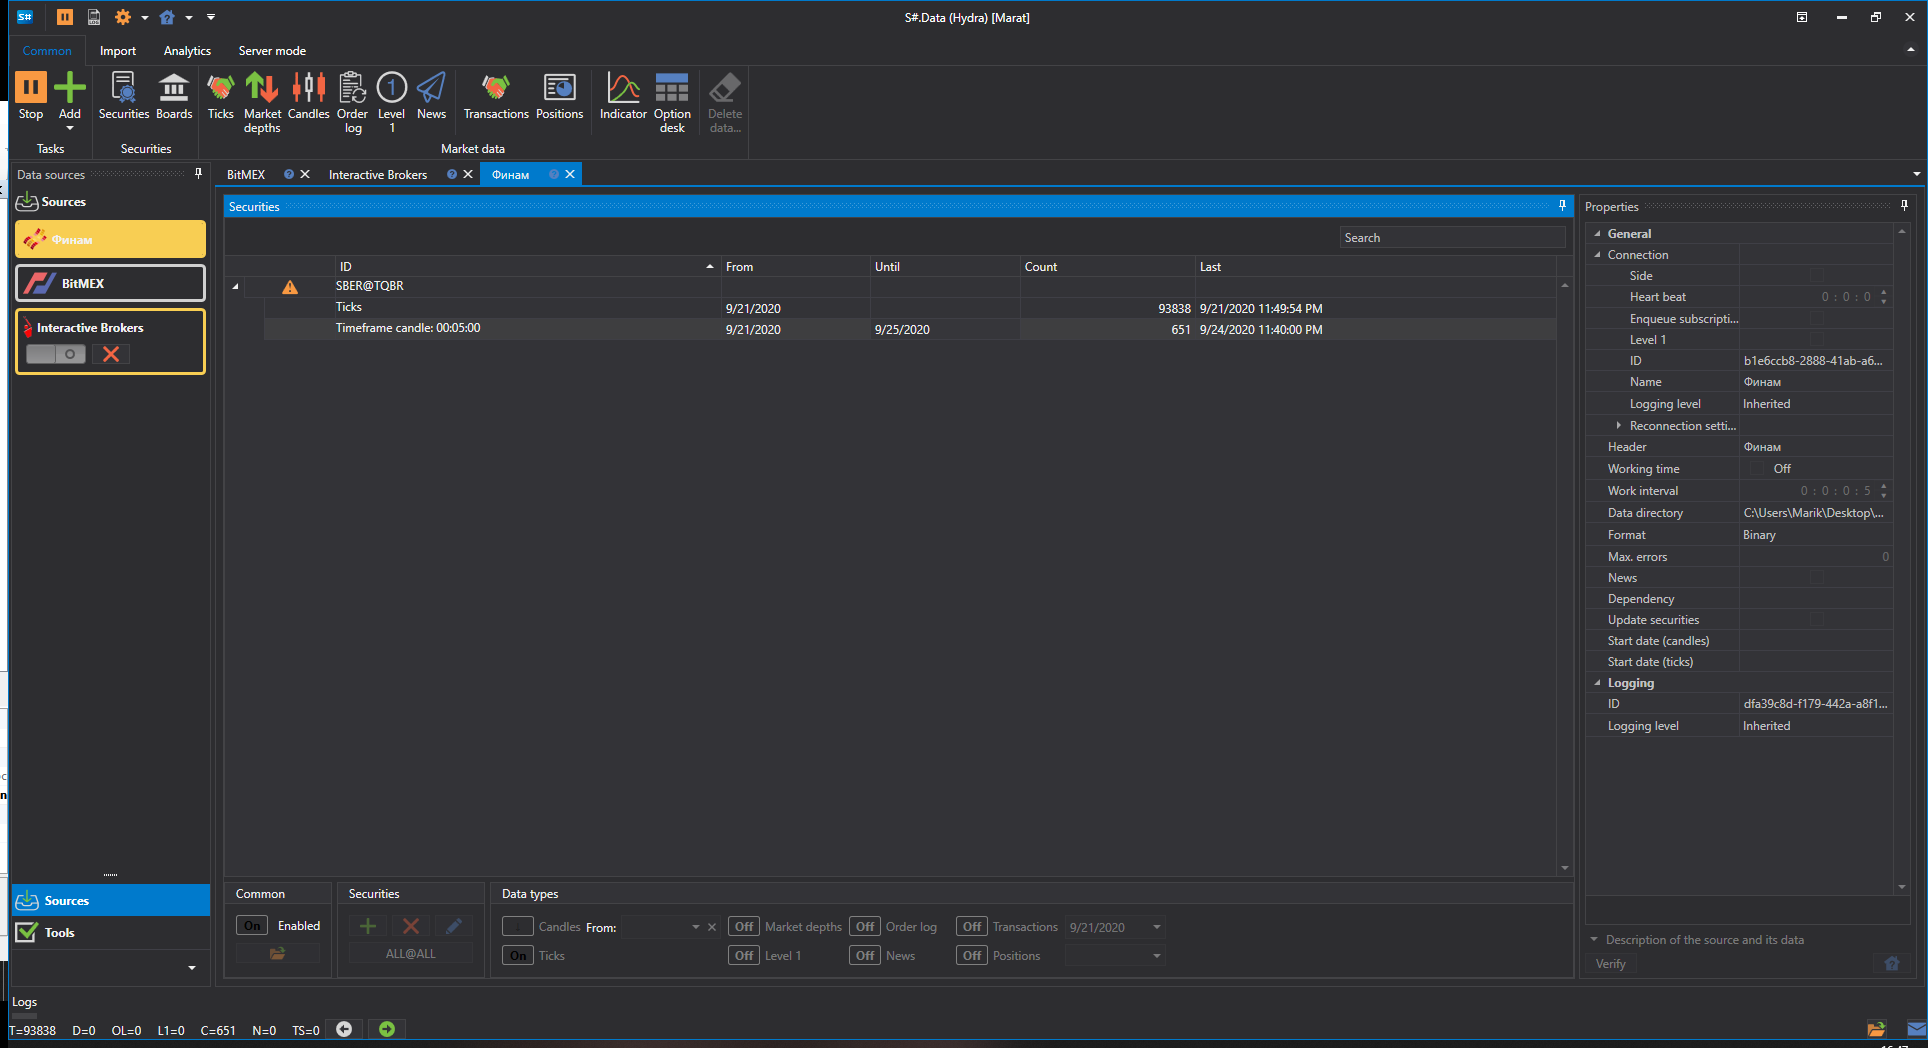 S#
S#.Data (Hydra) [Marat]
Common Import Analytics Server mode
Stop Add Securities Boards Ticks Market depths Candles Order log Level 1 News Transactions Positions Indicator Option desk Delete data...
Tasks Securities Market data
Data sources
Sources
Финам
BitMEX
Interactive Brokers
BitMEX Interactive Brokers Финам
Securities
Search
ID From Until Count Last
SBER@TQBR
Ticks 9/21/2020 93838 9/21/2020 11:49:54 PM
Timeframe candle: 00:05:00 9/21/2020 9/25/2020 651 9/24/2020 11:40:00 PM
Properties
General
Connection
Side
Heart beat 0 : 0 : 0
Enqueue subscripti...
Level 1
ID b1e6ccb8-2888-41ab-a6...
Name Финам
Logging level Inherited
Reconnection setti...
Header Финам
Working time Off
Work interval 0 : 0 : 0 : 5
Data directory C:\Users\Marik\Desktop\...
Format Binary
Max. errors 0
News
Dependency
Update securities
Start date (candles)
Start date (ticks)
Logging
ID dfa39c8d-f179-442a-a8f1...
Logging level Inherited
Description of the source and its data
Verify
Sources
Tools
Common Securities Data types
On Enabled
ALL@ALL
Candles From: Off Market depths Off Order log Off Transactions 9/21/2020
On Ticks Off Level 1 Off News Off Positions
Logs
T=93838 D=0 OL=0 L1=0 C=651 N=0 TS=0